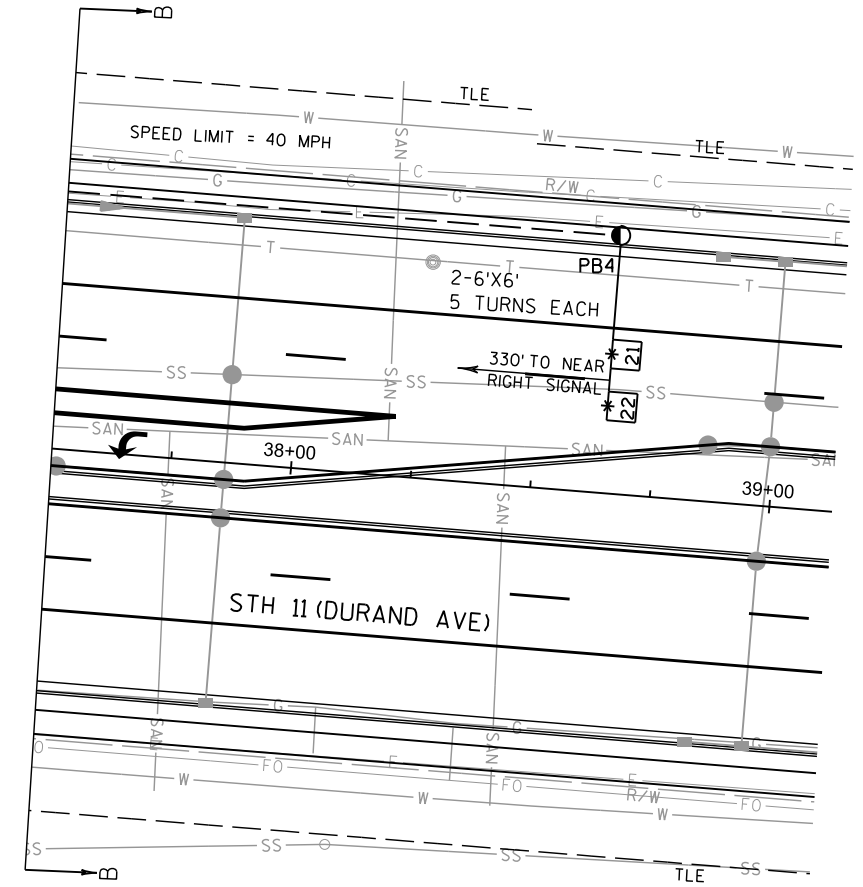 B
TLE
W
W
TLE
W
SPEED LIMIT = 40 MPH
SAN
C
C
C
C
C
R/W
C
C
G
G
G
E
E
E
E
PB4
T
T
T
2-6'X6'
5 TURNS EACH
21
330' TO NEAR
RIGHT SIGNAL
22
SS
SS
SS
SAN
SAN
SAN
SAN
SAN
38+00
39+00
SAN
SAN
STH 11 (DURAND AVE)
G
G
G
SAN
SAN
FO
E
E
FO
FO
R/W
W
W
W
SS
SS
SS
SS
TLE
B